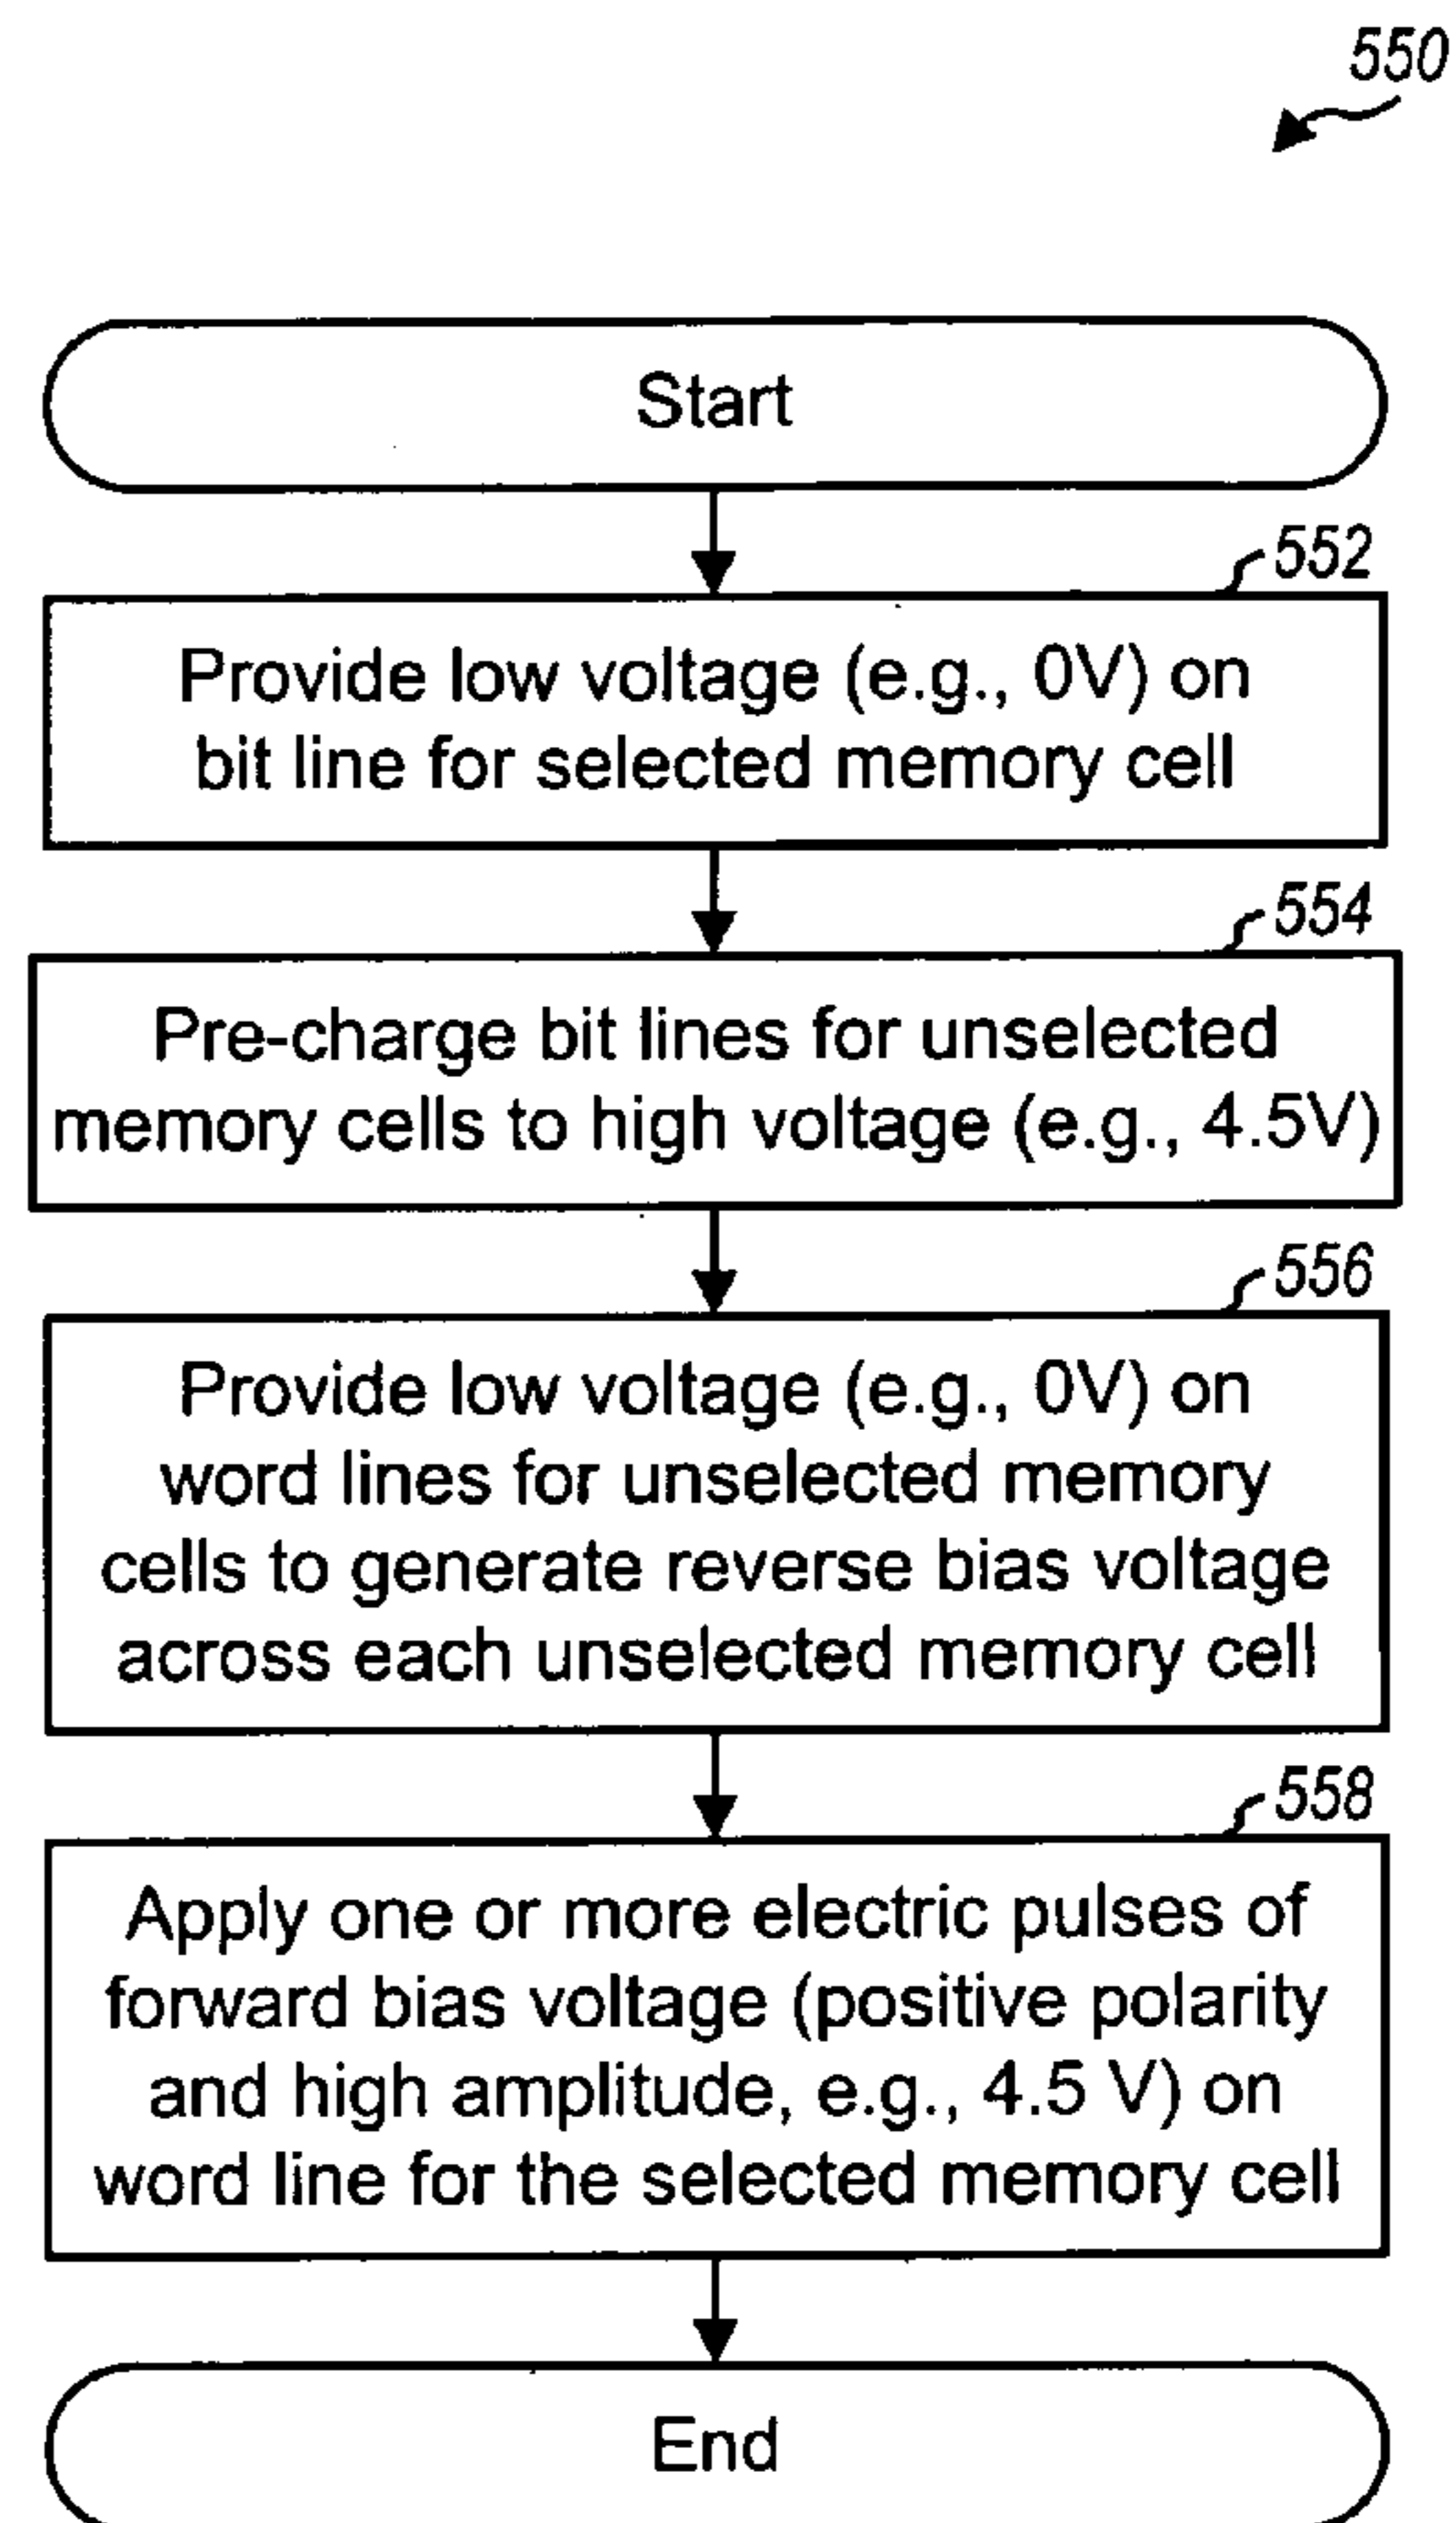 550
Start
552
Provide low voltage (e.g., 0V) on
bit line for selected memory cell
554
Pre-charge bit lines for unselected
memory cells to high voltage (e.g., 4.5V)
556
Provide low voltage (e.g., 0V) on
word lines for unselected memory
cells to generate reverse bias voltage
across each unselected memory cell
558
Apply one or more electric pulses of
forward bias voltage (positive polarity
and high amplitude, e.g., 4.5 V) on
word line for the selected memory cell
End